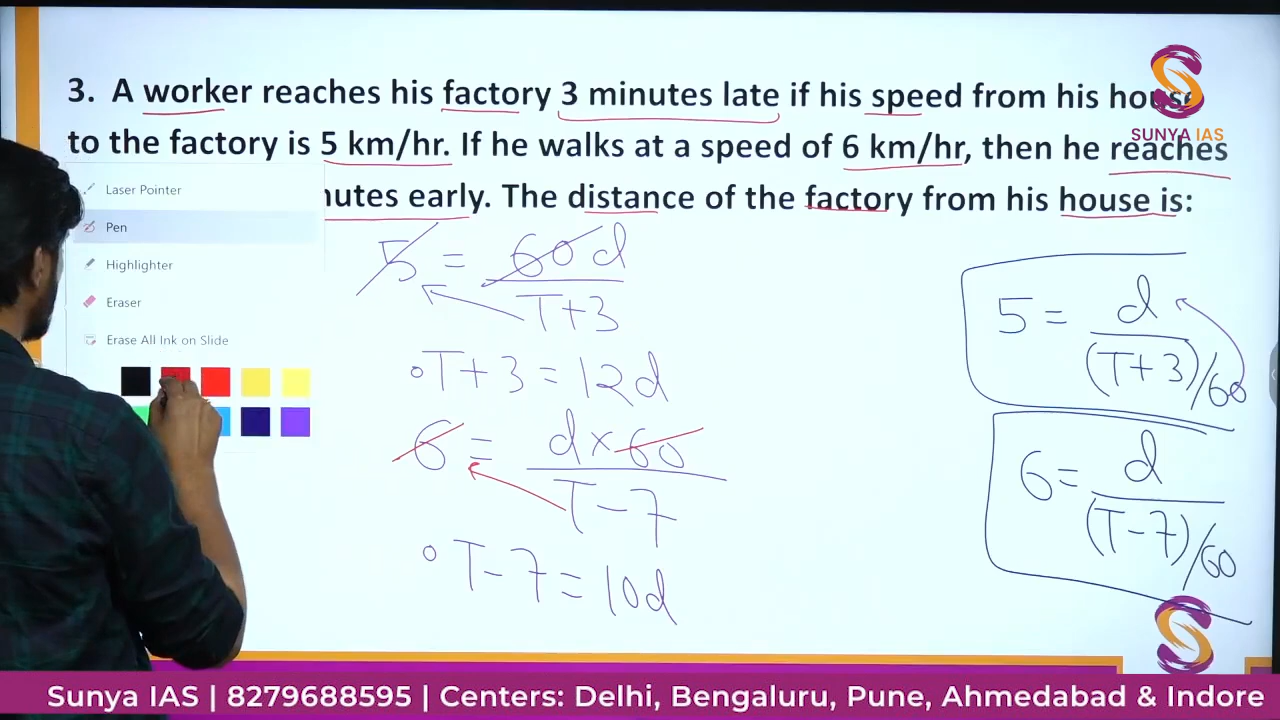 3. A worker reaches his factory 3 minutes late if his speed from his house
to the factory is 5 km/hr. If he walks at a speed of 6 km/hr, then he reaches
nutes early. The distance of the factory from his house is:
SUNYA IAS
Laser Pointer
Pen
Highlighter
Eraser
Erase All Ink on Slide
5 = 60d
T+3
T+3 = 12d
6 = d×60
T-7
T-7 = 10d
5 = d
(T+3)/60
6 = d
(T-7)/60
Sunya IAS | 8279688595 | Centers: Delhi, Bengaluru, Pune, Ahmedabad & Indore